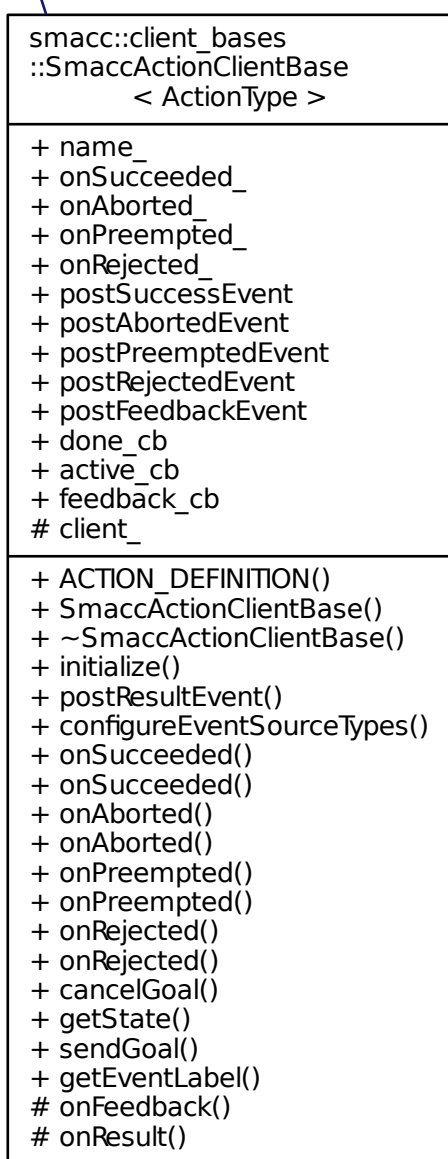 smacc::client_bases
::SmaccActionClientBase
< ActionType >
+ name_
+ onSucceeded_
+ onAborted_
+ onPreempted_
+ onRejected_
+ postSuccessEvent
+ postAbortedEvent
+ postPreemptedEvent
+ postRejectedEvent
+ postFeedbackEvent
+ done_cb
+ active_cb
+ feedback_cb
# client_
+ ACTION_DEFINITION()
+ SmaccActionClientBase()
+ ~SmaccActionClientBase()
+ initialize()
+ postResultEvent()
+ configureEventSourceTypes()
+ onSucceeded()
+ onSucceeded()
+ onAborted()
+ onAborted()
+ onPreempted()
+ onPreempted()
+ onRejected()
+ onRejected()
+ cancelGoal()
+ getState()
+ sendGoal()
+ getEventLabel()
# onFeedback()
# onResult()